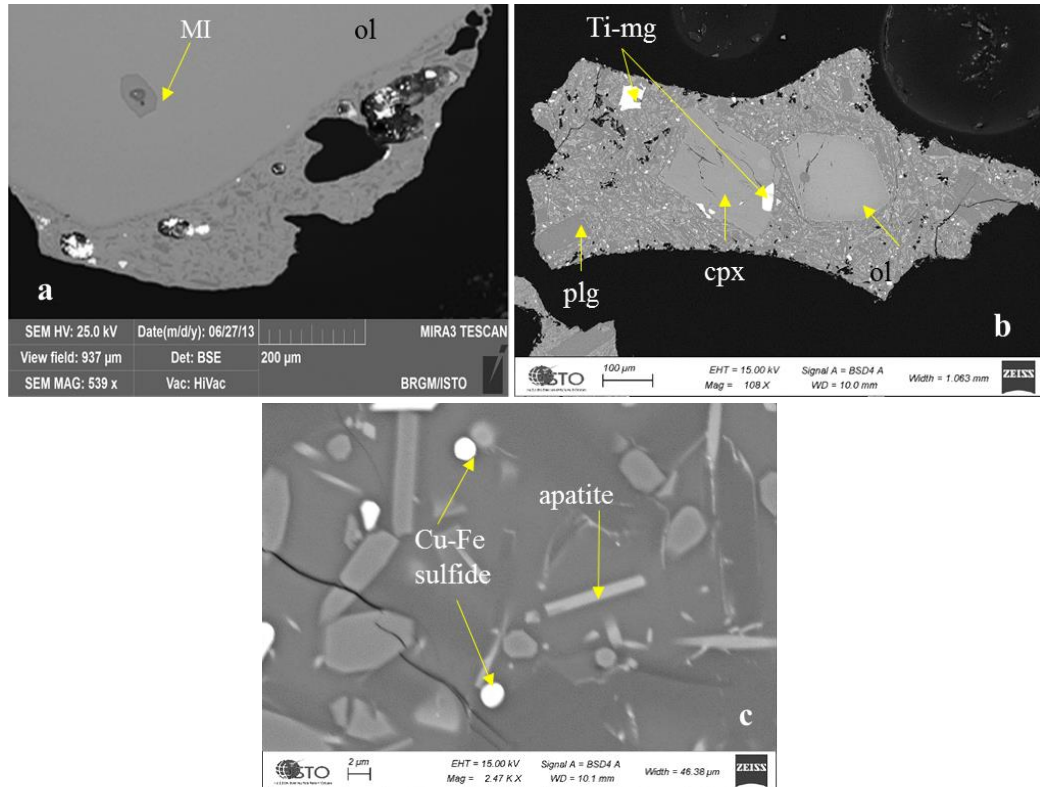 MI
ol
a
SEM HV: 25.0 kV Date(m/d/y): 06/27/13 MIRA3 TESCAN
View field: 937 µm Det: BSE 200 µm
SEM MAG: 539 x Vac: HiVac BRGM/ISTO
Ti-mg
plg
cpx
ol
b
ISTO 100 µm EHT = 15.00 kV Signal A = BSD4 A Width = 1.063 mm ZEISS
Mag = 108 X WD = 10.0 mm
apatite
Cu-Fe
sulfide
c
ISTO 2 µm EHT = 15.00 kV Signal A = BSD4 A Width = 46.38 µm ZEISS
Mag = 2.47 K X WD = 10.1 mm